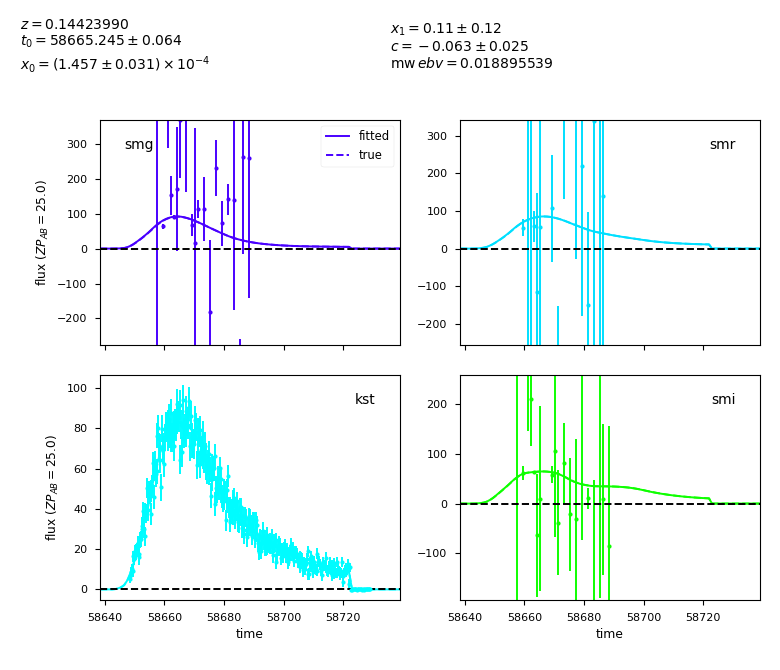 z = 0.14423990
t₀ = 58665.245 ± 0.064
x₀ = (1.457 ± 0.031) × 10⁻⁴
x₁ = 0.11 ± 0.12
c = −0.063 ± 0.025
mw ebv = 0.018895539
smg
fitted
true
300
200
100
0
−100
−200
flux (ZP_AB = 25.0)
smr
300
200
100
0
−100
−200
kst
100
80
60
40
20
0
flux (ZP_AB = 25.0)
58640 58660 58680 58700 58720
time
smi
200
100
0
−100
58640 58660 58680 58700 58720
time